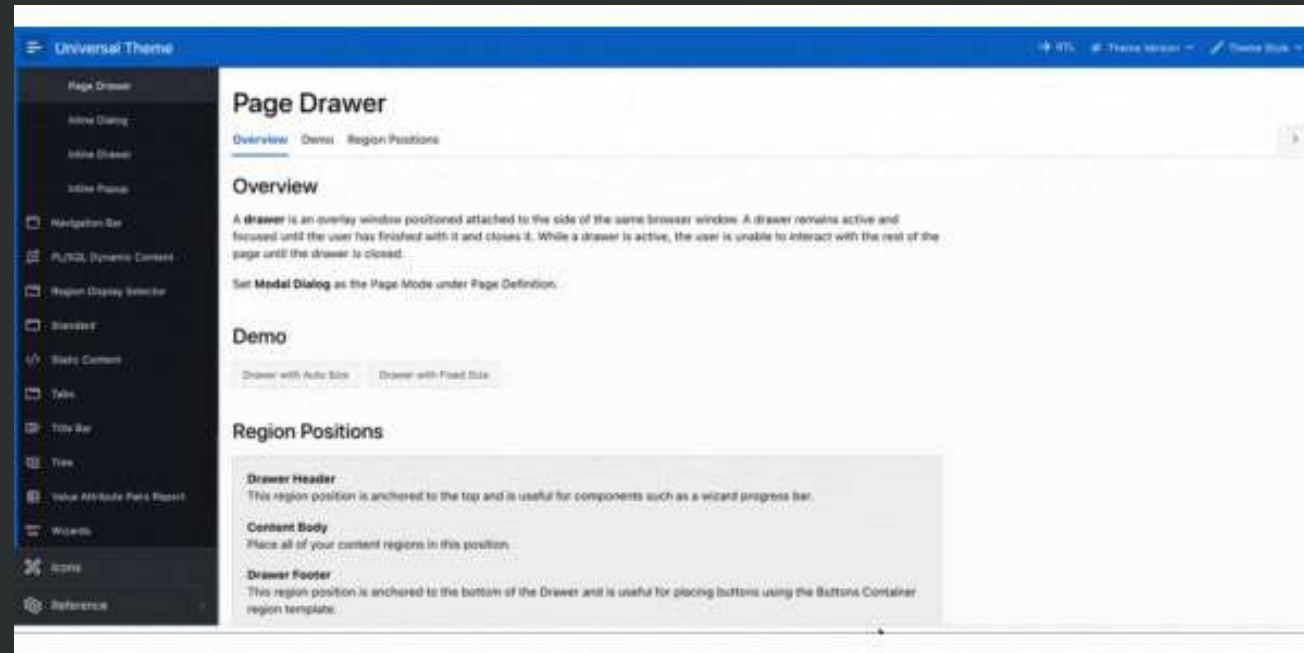 Universal Theme
RTL # Theme Version Theme Style
Page Drawer
Inline Dialog
Inline Drawer
Inline Popup
Navigation Bar
PL/SQL Dynamic Content
Region Display Selector
Standard
Static Content
Tabs
Title Bar
Tree
Value Attribute Pairs Report
Wizards
Icons
Reference
Page Drawer
Overview Demo Region Positions
Overview
A drawer is an overlay window positioned attached to the side of the same browser window. A drawer remains active and
focused until the user has finished with it and closes it. While a drawer is active, the user is unable to interact with the rest of the
page until the drawer is closed.
Set Modal Dialog as the Page Mode under Page Definition.
Demo
Drawer with Auto Size Drawer with Fixed Size
Region Positions
Drawer Header
This region position is anchored to the top and is useful for components such as a wizard progress bar.
Content Body
Place all of your content regions in this position.
Drawer Footer
This region position is anchored to the bottom of the Drawer and is useful for placing buttons using the Buttons Container
region template.